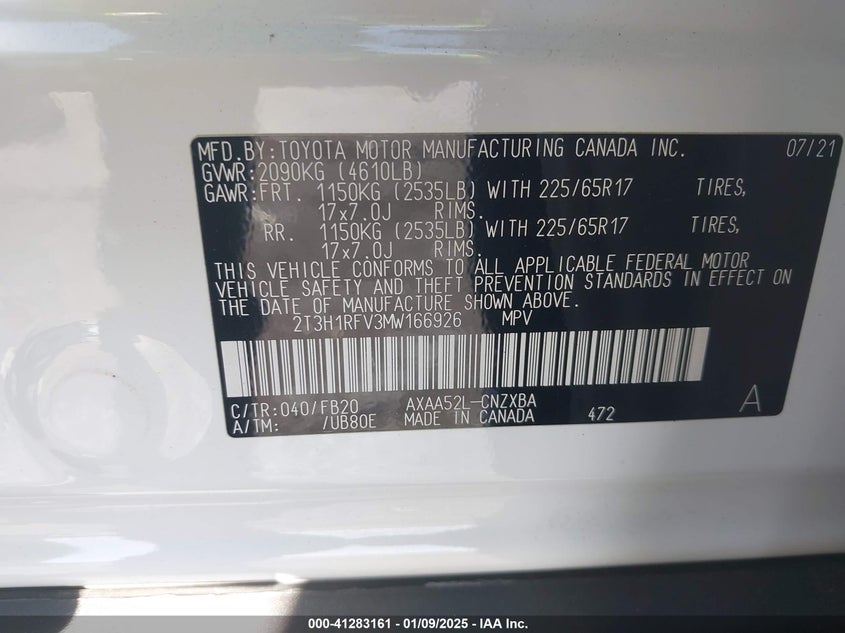 MFD.BY:TOYOTA MOTOR MANUFACTURING CANADA INC. 07/21
GVWR:2090KG (4610LB)
GAWR:FRT. 1150KG (2535LB) WITH 225/65R17 TIRES,
17x7.0J RIMS.
RR. 1150KG (2535LB) WITH 225/65R17 TIRES,
17x7.0J RIMS.
THIS VEHICLE CONFORMS TO ALL APPLICABLE FEDERAL MOTOR
VEHICLE SAFETY AND THEFT PREVENTION STANDARDS IN EFFECT ON
THE DATE OF MANUFACTURE SHOWN ABOVE.
2T3H1RFV3MW166926 MPV
C/TR:040/FB20 AXAA52L-CNZXBA
A/TM: /UB80E MADE IN CANADA 472 A
000-41283161 - 01/09/2025 - IAA Inc.